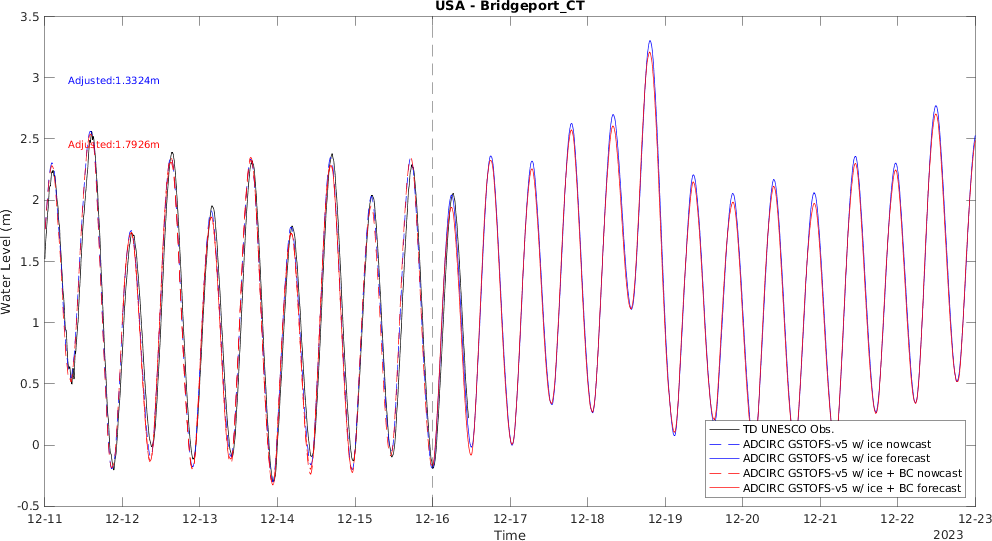 USA - Bridgeport_CT
3.5
3
2.5
2
1.5
1
0.5
0
-0.5
Water Level (m)
Adjusted:1.3324m
Adjusted:1.7926m
TD UNESCO Obs.
ADCIRC GSTOFS-v5 w/ ice nowcast
ADCIRC GSTOFS-v5 w/ ice forecast
ADCIRC GSTOFS-v5 w/ ice + BC nowcast
ADCIRC GSTOFS-v5 w/ ice + BC forecast
12-11 12-12 12-13 12-14 12-15 12-16 12-17 12-18 12-19 12-20 12-21 12-22 12-23
Time
2023